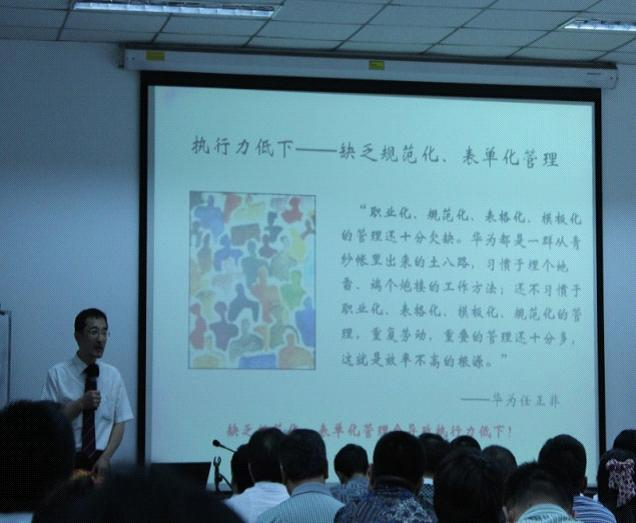 执行力低下——缺乏规范化、表单化管理
“职业化、规范化、表格化、模板化
的管理还十分欠缺。华为都是一群从青
纱帐里出来的土八路，习惯于埋个地
雷、端个炮楼的工作方法；还不习惯于
职业化、表格化、模板化、规范化的管
理，重复劳动，重叠的管理还十分多，
这就是效率不高的根源。”
——华为任正非
缺乏规范化、表单化管理会导致执行力低下！